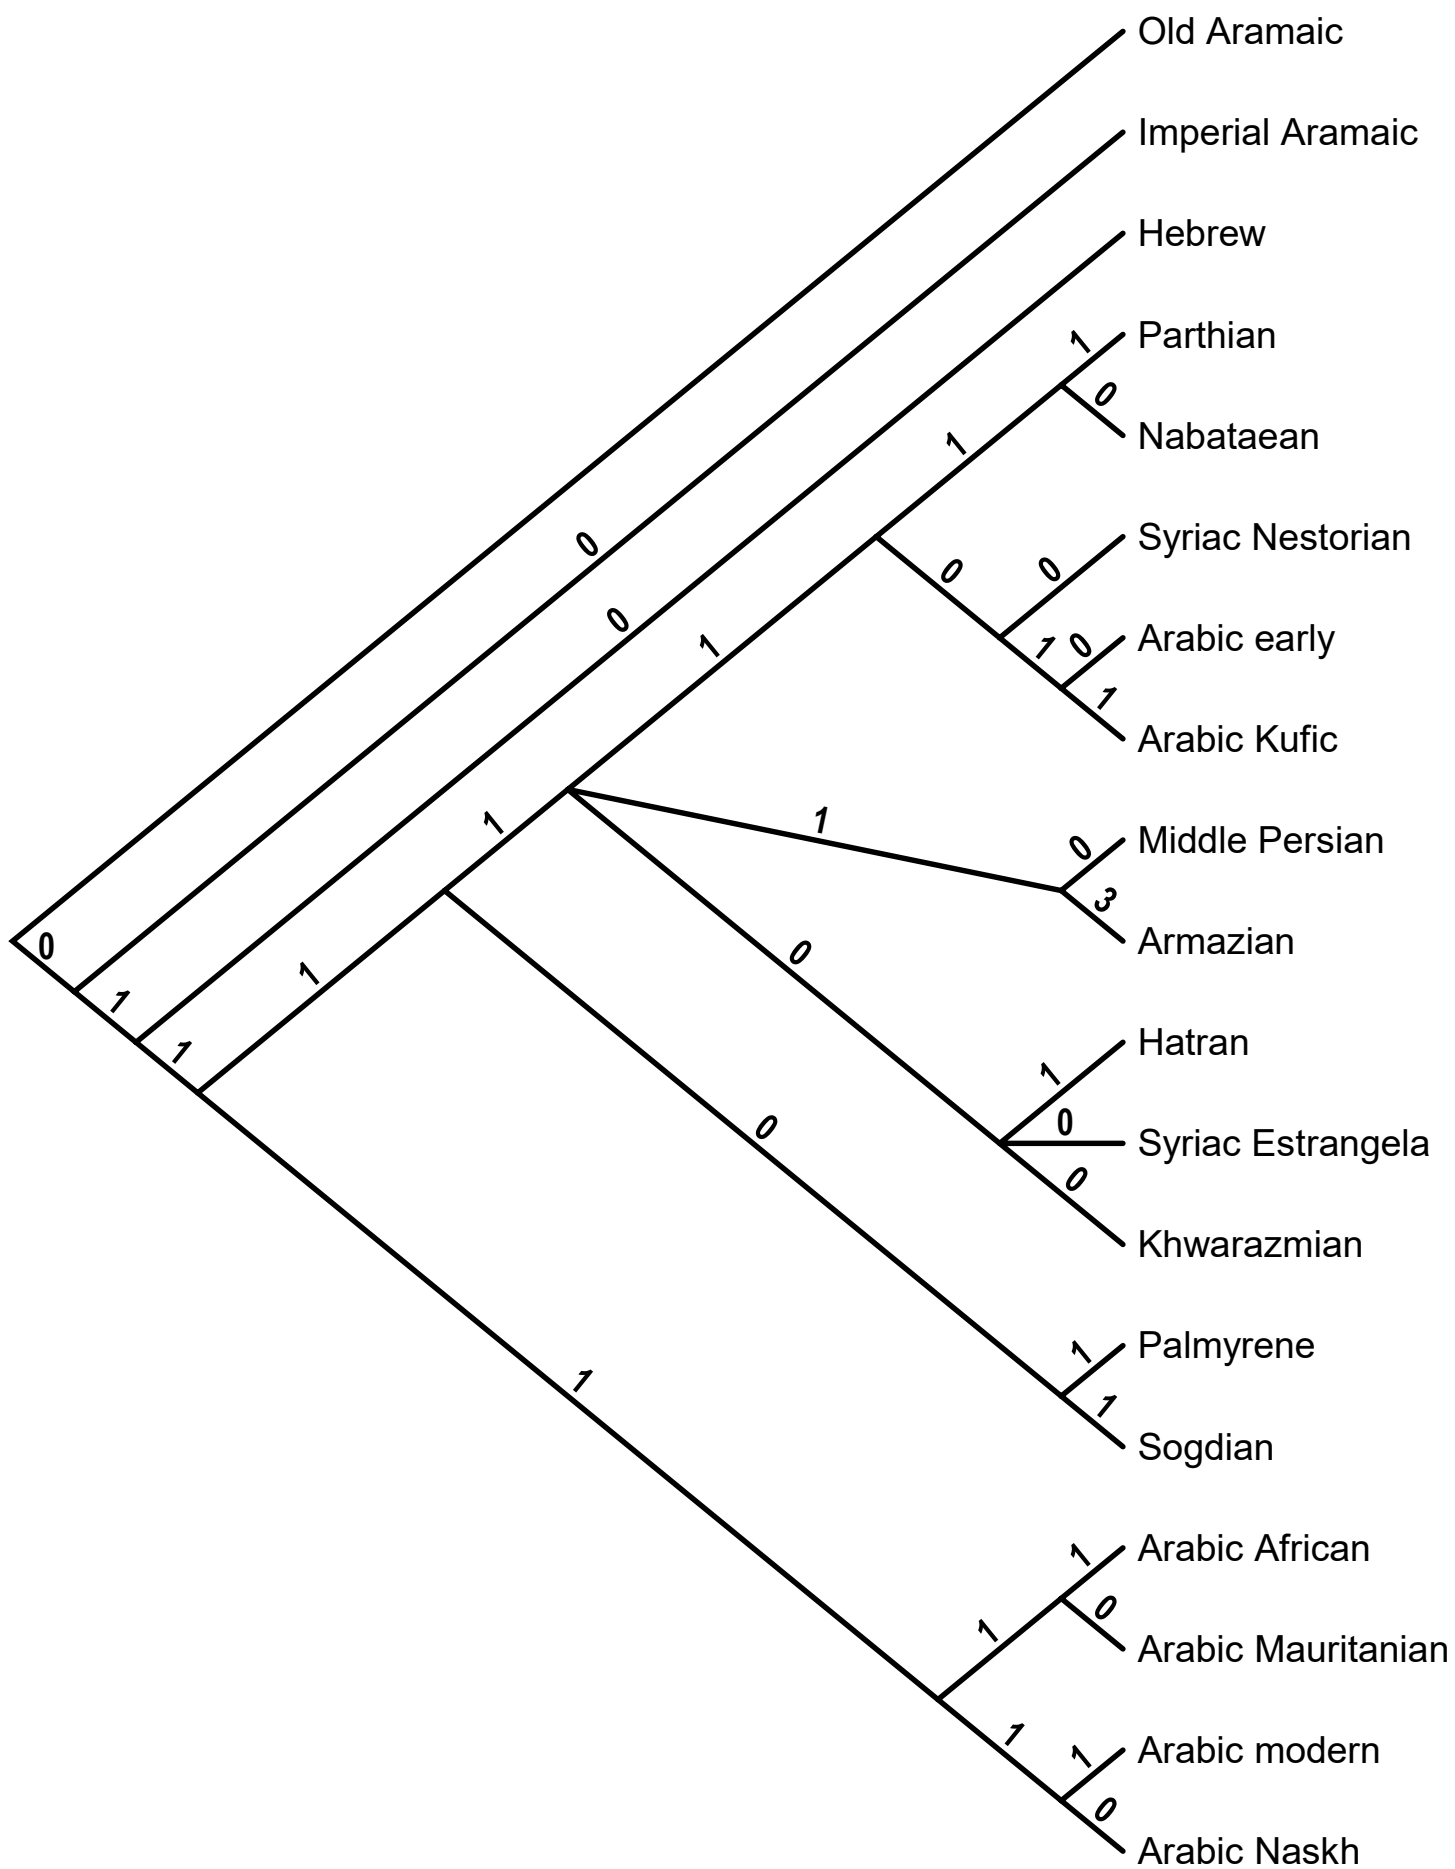 Old Aramaic
Imperial Aramaic
Hebrew
1
Parthian
0
1
Nabataean
0
Syriac Nestorian
0
0
0
1
1
0
Arabic early
1
Arabic Kufic
1
1
0
Middle Persian
3
Armazian
0
0
1
1
1
Hatran
1
0
Syriac Estrangela
0
0
Khwarazmian
1
Palmyrene
1
1
Sogdian
1
Arabic African
0
1
Arabic Mauritanian
1
1
Arabic modern
0
Arabic Naskh